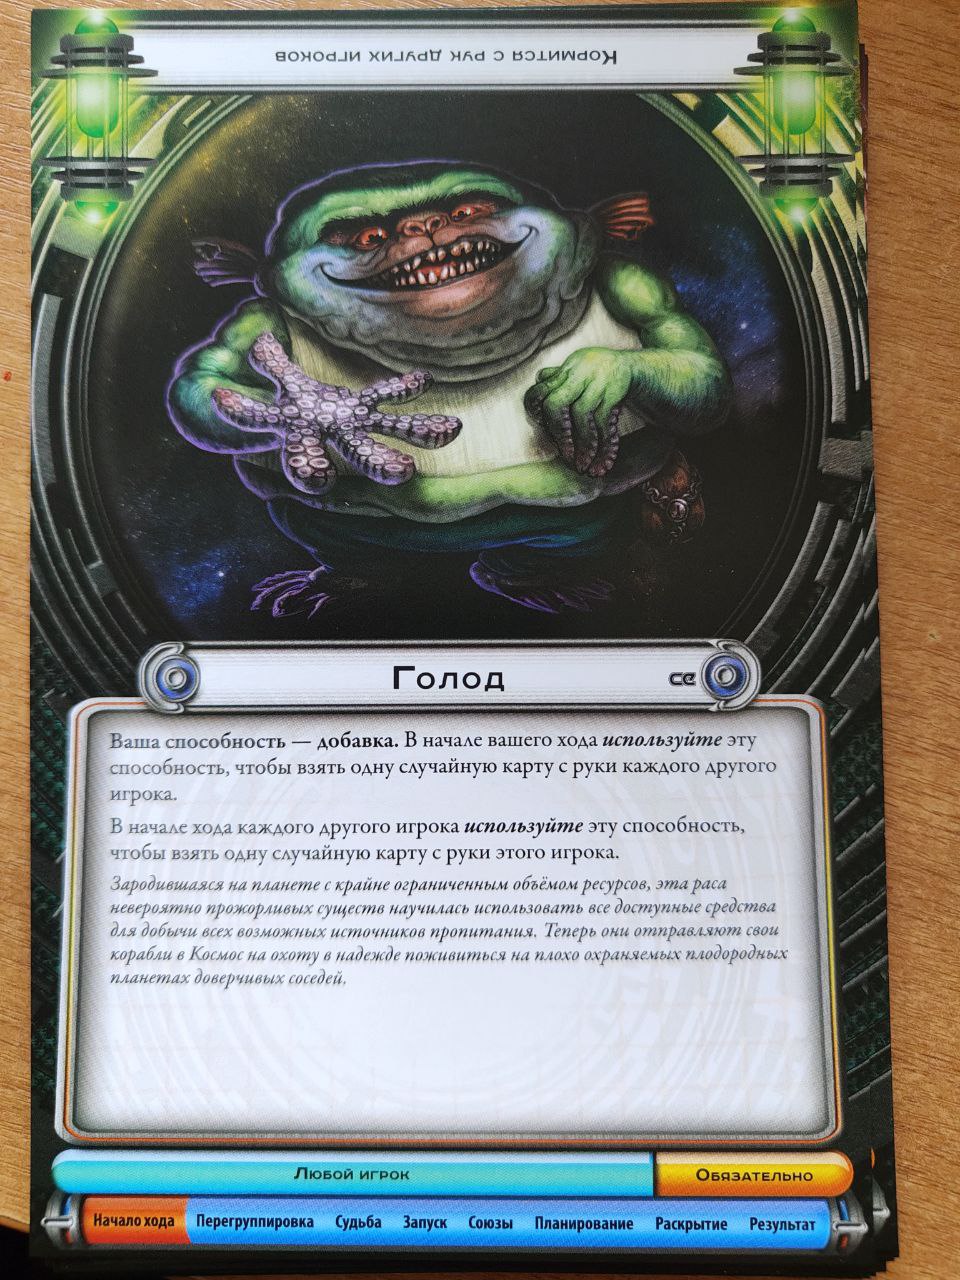 Кормится с рук других игроков
Голод
ce
Ваша способность — добавка. В начале вашего хода используйте эту
способность, чтобы взять одну случайную карту с руки каждого другого
игрока.
В начале хода каждого другого игрока используйте эту способность,
чтобы взять одну случайную карту с руки этого игрока.
Зародившаяся на планете с крайне ограниченным объёмом ресурсов, эта раса
невероятно прожорливых существ научилась использовать все доступные средства
для добычи всех возможных источников пропитания. Теперь они отправляют свои
корабли в Космос на охоту в надежде поживиться на плохо охраняемых плодородных
планетах доверчивых соседей.
Любой игрок Обязательно
Начало хода Перегруппировка Судьба Запуск Союзы Планирование Раскрытие Результат